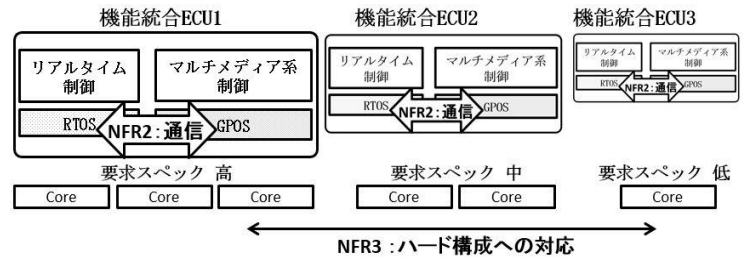 機能統合ECU1 機能統合ECU2 機能統合ECU3
リアルタイム制御 マルチメディア系制御 リアルタイム制御 マルチメディア系制御 リアルタイム制御 マルチメディア系制御
RTOS NFR2:通信 GPOS RTOS NFR2:通信 GPOS RTOS NFR2:通信 GPOS
要求スペック 高 要求スペック 中 要求スペック 低
Core Core Core Core Core Core
NFR3:ハード構成への対応